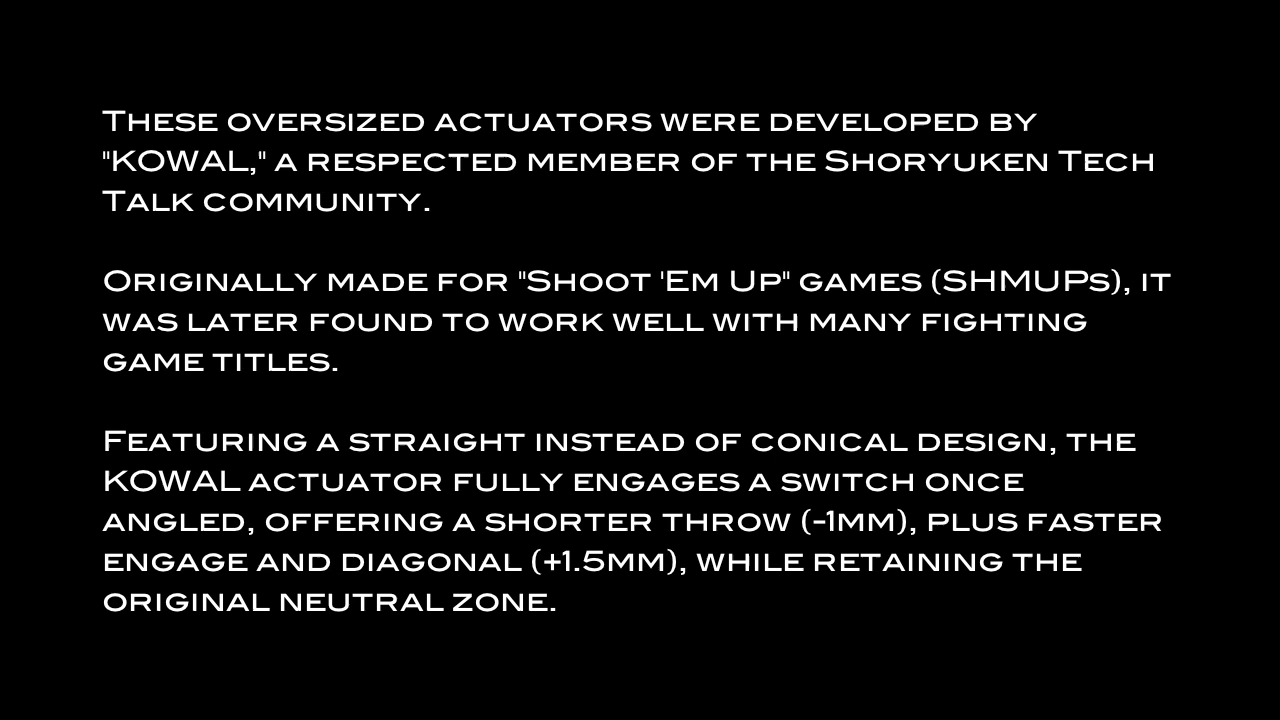 These oversized actuators were developed by
"KOWAL," a respected member of the Shoryuken Tech
Talk community.
Originally made for "Shoot 'Em Up" games (SHMUPs), it
was later found to work well with many fighting
game titles.
Featuring a straight instead of conical design, the
KOWAL actuator fully engages a switch once
angled, offering a shorter throw (-1mm), plus faster
engage and diagonal (+1.5mm), while retaining the
original neutral zone.